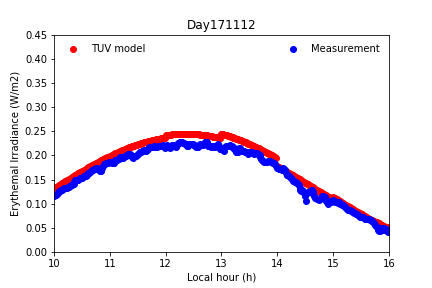 Day171112
0.45
0.40
0.35
0.30
0.25
0.20
0.15
0.10
0.05
0.00
Erythemal Irradiance (W/m2)
TUV model
Measurement
10 11 12 13 14 15 16
Local hour (h)